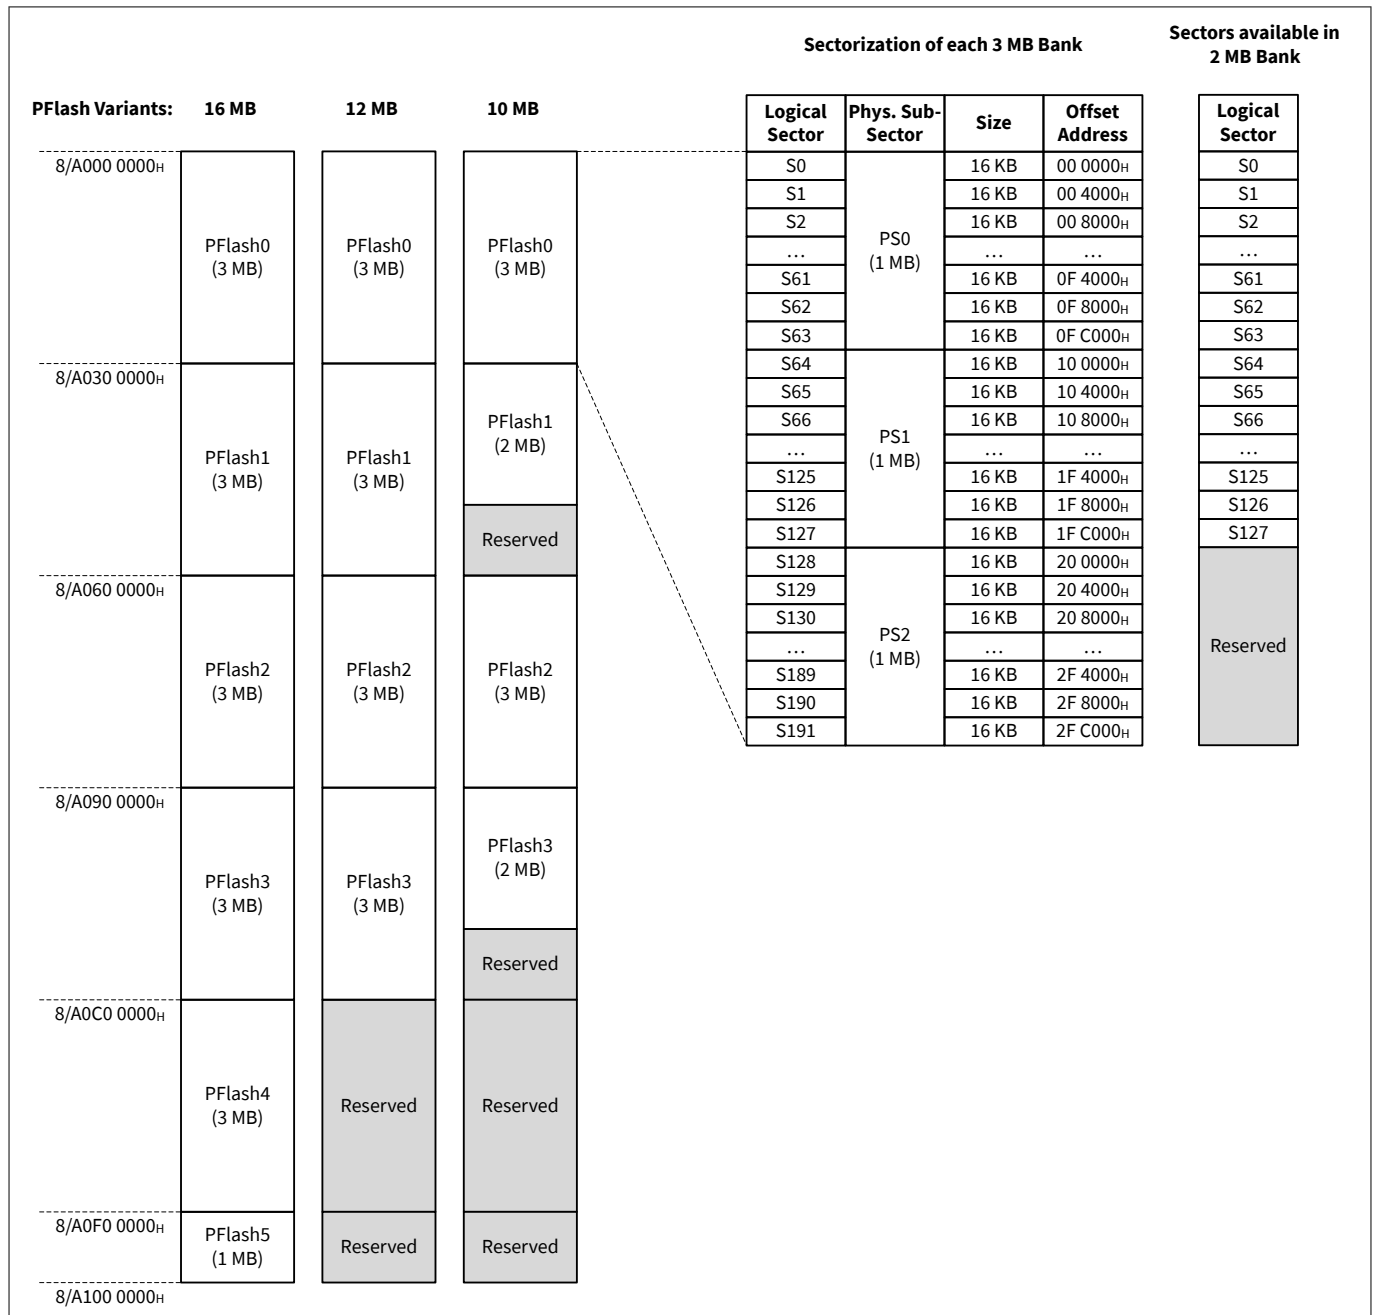 Sectorization of each 3 MB Bank
Sectors available in
2 MB Bank
PFlash Variants: 16 MB 12 MB 10 MB
Logical Sector Phys. Sub-Sector Size Offset Address
Logical Sector
8/A000 0000H
PFlash0
(3 MB)
PFlash0
(3 MB)
PFlash0
(3 MB)
8/A030 0000H
PFlash1
(3 MB)
PFlash1
(3 MB)
PFlash1
(2 MB)
Reserved
8/A060 0000H
PFlash2
(3 MB)
PFlash2
(3 MB)
PFlash2
(3 MB)
8/A090 0000H
PFlash3
(3 MB)
PFlash3
(3 MB)
PFlash3
(2 MB)
Reserved
8/A0C0 0000H
PFlash4
(3 MB)
Reserved
Reserved
8/A0F0 0000H
PFlash5
(1 MB)
Reserved
Reserved
8/A100 0000H
S0 16 KB 00 0000H
S1 16 KB 00 4000H
S2 16 KB 00 8000H
PS0
(1 MB)
… … …
S61 16 KB 0F 4000H
S62 16 KB 0F 8000H
S63 16 KB 0F C000H
S64 16 KB 10 0000H
S65 16 KB 10 4000H
S66 16 KB 10 8000H
PS1
(1 MB)
… … …
S125 16 KB 1F 4000H
S126 16 KB 1F 8000H
S127 16 KB 1F C000H
S128 16 KB 20 0000H
S129 16 KB 20 4000H
S130 16 KB 20 8000H
PS2
(1 MB)
… … …
S189 16 KB 2F 4000H
S190 16 KB 2F 8000H
S191 16 KB 2F C000H
S0
S1
S2
…
S61
S62
S63
S64
S65
S66
…
S125
S126
S127
Reserved